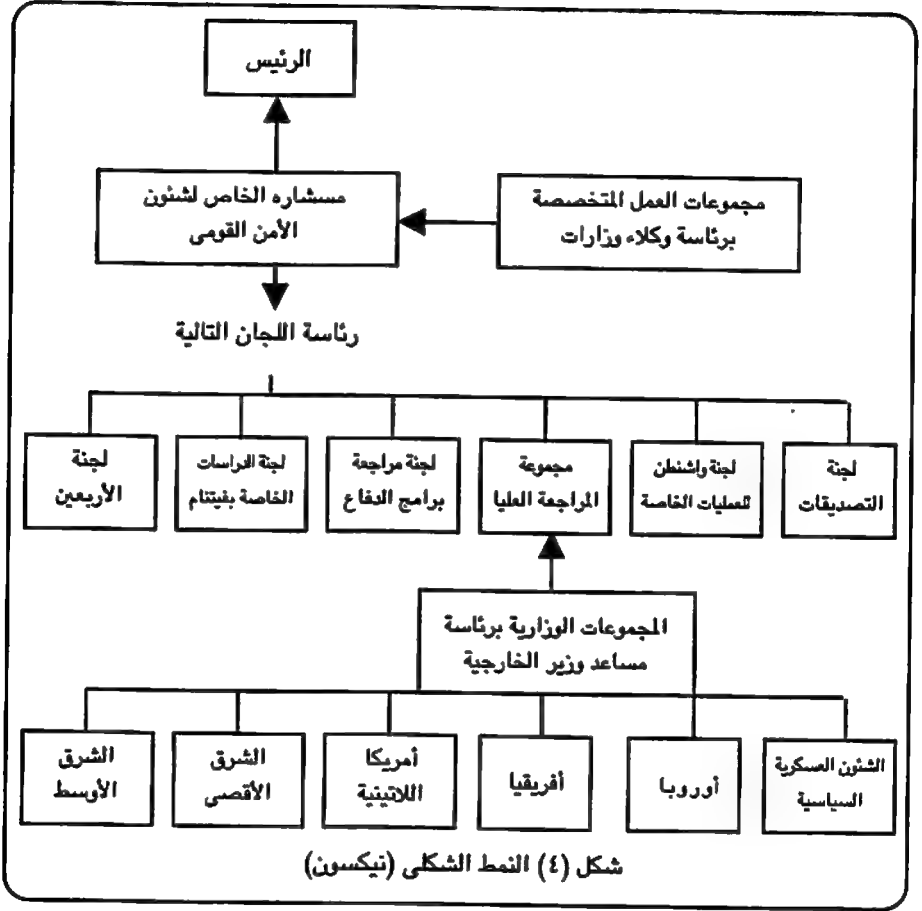 الرئيس
مستشاره الخاص لشئون
الأمن القومى
مجموعات العمل المتخصصة
برئاسة وكلاء وزارات
رئاسة اللجان التالية
لجنة
التصديقات
لجنة واشنطن
للعمليات الخاصة
مجموعة
المراجعة العليا
لجنة مراجعة
برامج الدفاع
لجنة الدراسات
الخاصة بڤيتنام
لجنة
الأربعين
المجموعات الوزارية برئاسة
مساعد وزير الخارجية
الشئون العسكرية
السياسية
أوروبا
أفريقيا
أمريكا
اللاتينية
الشرق
الأقصى
الشرق
الأوسط
شكل (٤) النمط الشكلى (نيكسون)